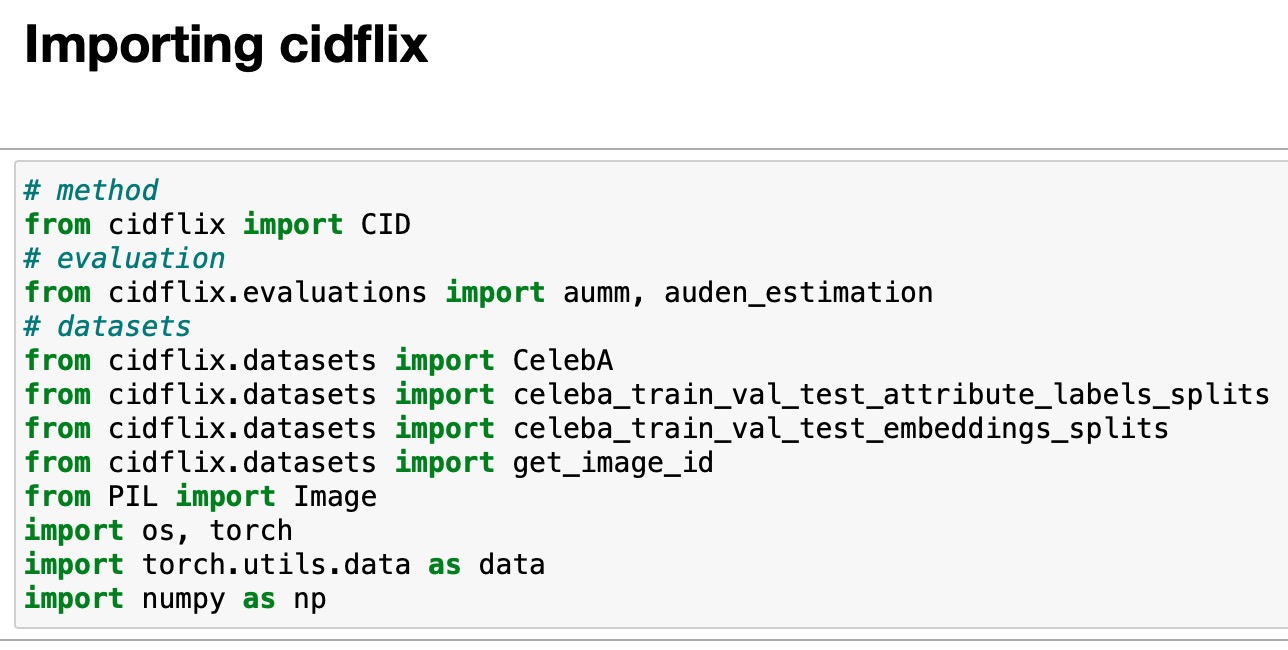 Importing cidflix
# method
from cidflix import CID
# evaluation
from cidflix.evaluations import aumm, auden_estimation
# datasets
from cidflix.datasets import CelebA
from cidflix.datasets import celeba_train_val_test_attribute_labels_splits
from cidflix.datasets import celeba_train_val_test_embeddings_splits
from cidflix.datasets import get_image_id
from PIL import Image
import os, torch
import torch.utils.data as data
import numpy as np